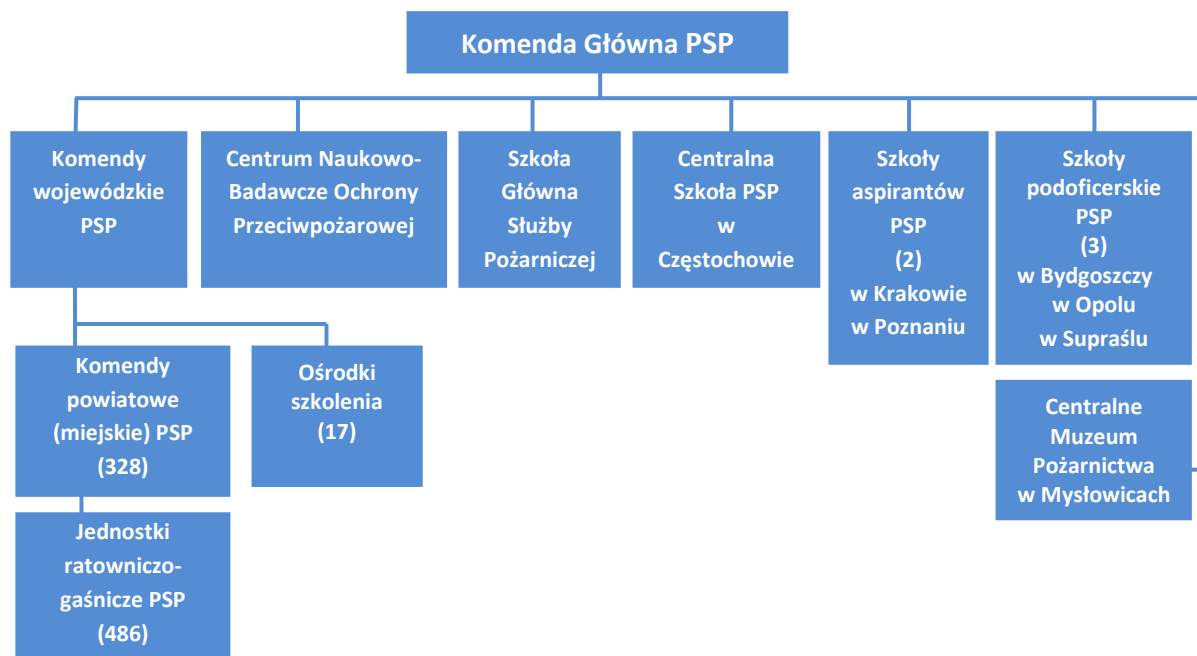 Komenda Główna PSP
Komendy
wojewódzkie
PSP
Centrum Naukowo-
Badawcze Ochrony
Przeciwpożarowej
Szkoła
Główna
Służby
Pożarniczej
Centralna
Szkoła PSP
w
Częstochowie
Szkoły
aspirantów
PSP
(2)
w Krakowie
w Poznaniu
Szkoły
podoficerskie
PSP
(3)
w Bydgoszczy
w Opolu
w Supraślu
Komendy
powiatowe
(miejskie) PSP
(328)
Ośrodki
szkolenia
(17)
Centralne
Muzeum
Pożarnictwa
w Mysłowicach
Jednostki
ratowniczo-
gaśnicze PSP
(486)